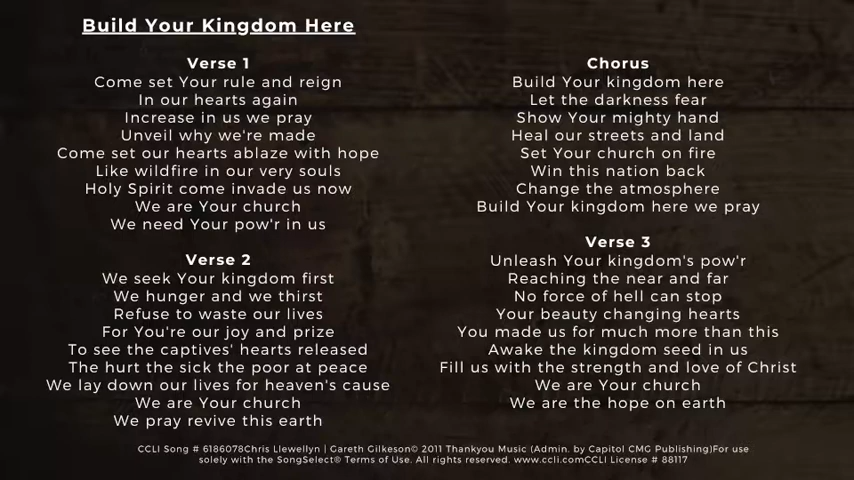 Build Your Kingdom Here
Verse 1
Come set Your rule and reign
In our hearts again
Increase in us we pray
Unveil why we're made
Come set our hearts ablaze with hope
Like wildfire in our very souls
Holy Spirit come invade us now
We are Your church
We need Your pow'r in us
Verse 2
We seek Your kingdom first
We hunger and we thirst
Refuse to waste our lives
For You're our joy and prize
To see the captives' hearts released
The hurt the sick the poor at peace
We lay down our lives for heaven's cause
We are Your church
We pray revive this earth
Chorus
Build Your kingdom here
Let the darkness fear
Show Your mighty hand
Heal our streets and land
Set Your church on fire
Win this nation back
Change the atmosphere
Build Your kingdom here we pray
Verse 3
Unleash Your kingdom's pow'r
Reaching the near and far
No force of hell can stop
Your beauty changing hearts
You made us for much more than this
Awake the kingdom seed in us
Fill us with the strength and love of Christ
We are Your church
We are the hope on earth
CCLI Song # 6186078Chris Llewellyn | Gareth Gilkeson© 2011 Thankyou Music (Admin. by Capitol CMG Publishing)For use
solely with the SongSelect® Terms of Use. All rights reserved. www.ccli.comCCLI License # 88117